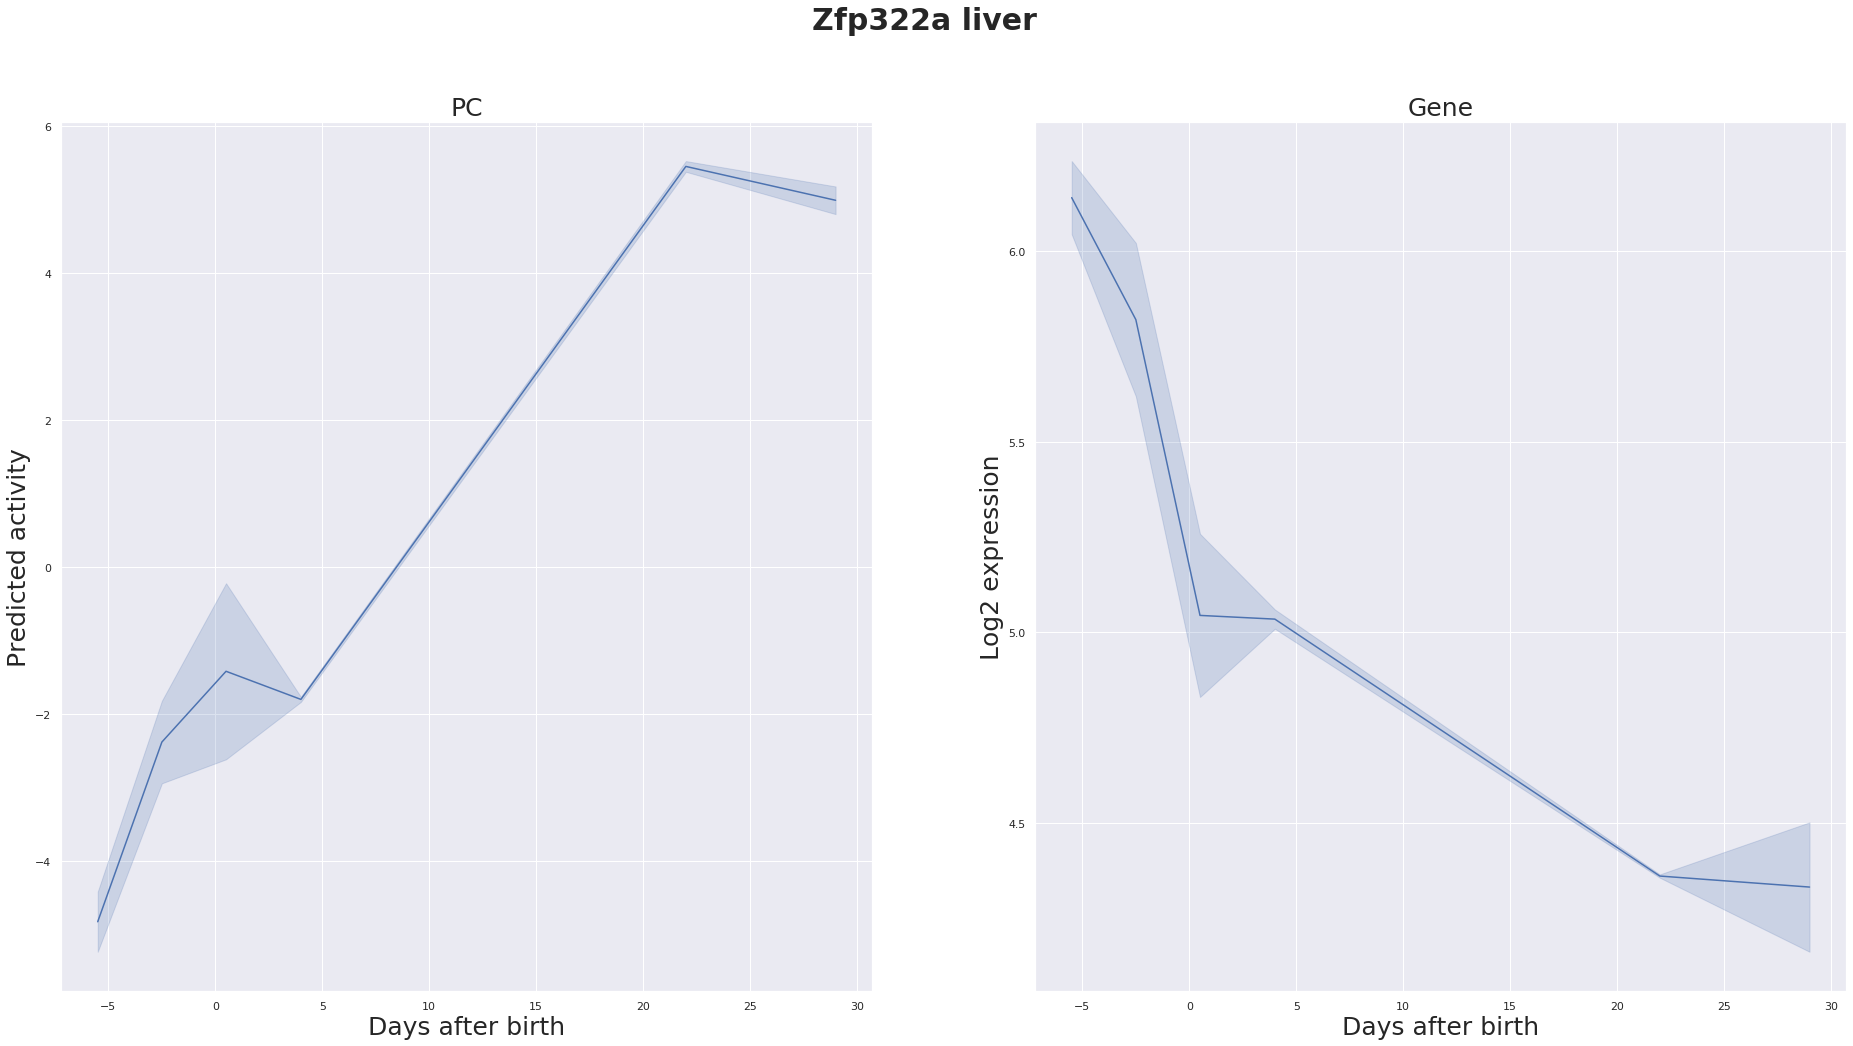 Zfp322a liver
PC
Predicted activity
6
4
2
0
−2
−4
−5 0 5 10 15 20 25 30
Days after birth
Gene
Log2 expression
6.0
5.5
5.0
4.5
−5 0 5 10 15 20 25 30
Days after birth